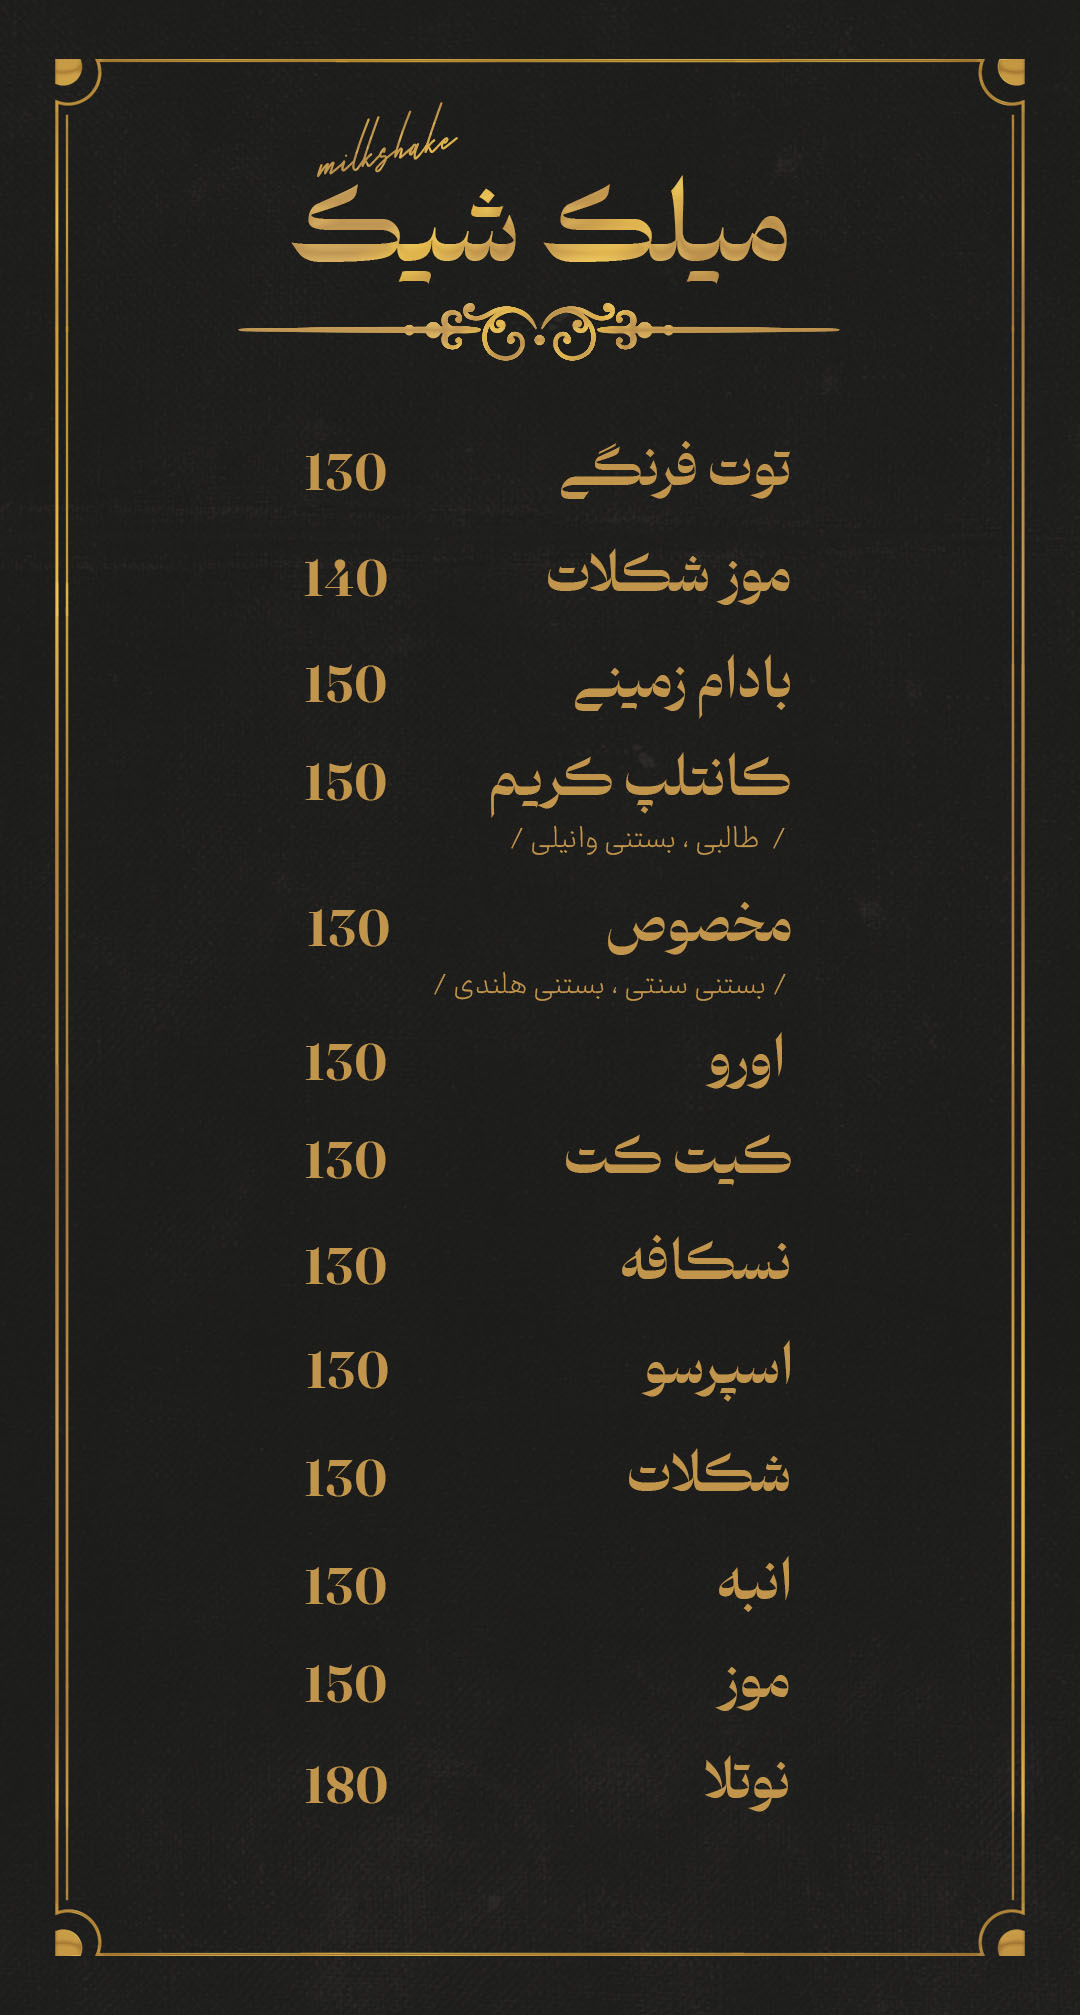 milkshake
میلک شیک
توت فرنگی 130
موز شکلات 140
بادام زمینی 150
کانتلپ کریم 150
/ طالبی ، بستنی وانیلی /
مخصوص 130
/ بستنی سنتی ، بستنی هلندی /
اورو 130
کیت کت 130
نسکافه 130
اسپرسو 130
شکلات 130
انبه 130
موز 150
نوتلا 180